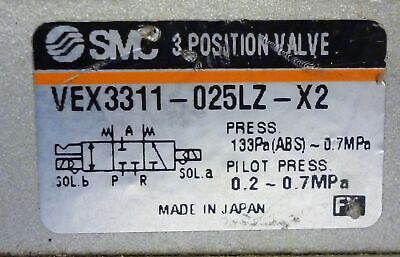 SMC 3 POSITION VALVE
VEX3311-025LZ-X2
A
SOL.b P R SOL.a
PRESS.
133Pa(ABS)~0.7MPa
PILOT PRESS.
0.2~0.7MPa
MADE IN JAPAN